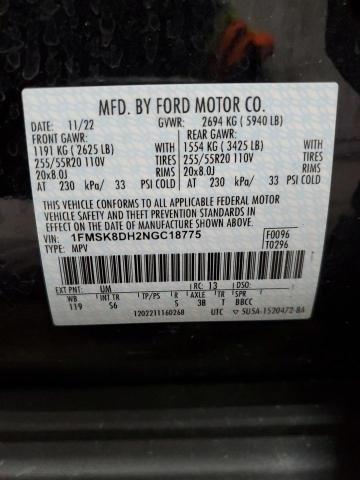 MFD. BY FORD MOTOR CO.
DATE: 11/22 GVWR: 2694 KG (5940 LB)
FRONT GAWR: REAR GAWR:
1191 KG (2625 LB) WITH 1554 KG (3425 LB) WITH
255/55R20 110V TIRES 255/55R20 110V TIRES
20x8.0J RIMS 20x8.0J RIMS
AT 230 kPa/ 33 PSI COLD AT 230 kPa/ 33 PSI COLD
THIS VEHICLE CONFORMS TO ALL APPLICABLE FEDERAL MOTOR
VEHICLE SAFETY AND THEFT PREVENTION STANDARDS IN
EFFECT ON THE DATE OF MANUFACTURE SHOWN ABOVE.
VIN: 1FMSK8DH2NGC18775 F0096
TYPE: MPV T0296
EXT PNT: UM RC: 13 DSO:
WB INT TR TP/PS R AXLE TR SPR
119 S6 5 3B T BBCC
1202211160268 UTC 5U5A-1520472-BA